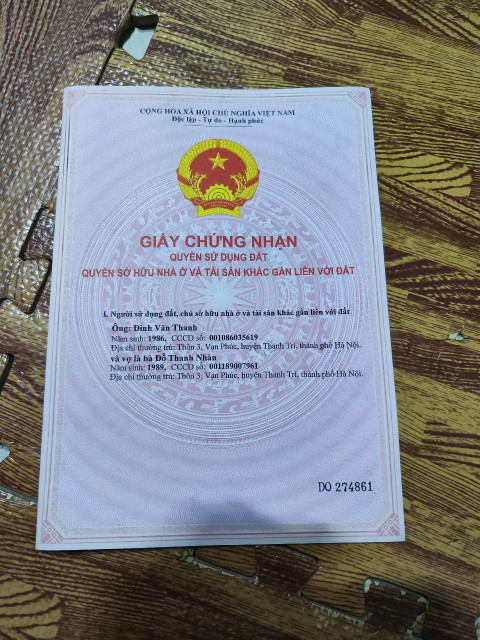 CỘNG HÒA XÃ HỘI CHỦ NGHĨA VIỆT NAM
Độc lập - Tự do - Hạnh phúc
GIẤY CHỨNG NHẬN
QUYỀN SỬ DỤNG ĐẤT
QUYỀN SỞ HỮU NHÀ Ở VÀ TÀI SẢN KHÁC GẮN LIỀN VỚI ĐẤT
I. Người sử dụng đất, chủ sở hữu nhà ở và tài sản khác gắn liền với đất
Ông: Đinh Văn Thanh
Năm sinh: 1986, CCCD số: 001086035619
Địa chỉ thường trú: Thôn 3, Vạn Phúc, huyện Thanh Trì, thành phố Hà Nội.
và vợ là bà Đỗ Thanh Nhàn
Năm sinh: 1989, CCCD số: 001189007961
Địa chỉ thường trú: Thôn 3, Vạn Phúc, huyện Thanh Trì, thành phố Hà Nội.
DQ 274861